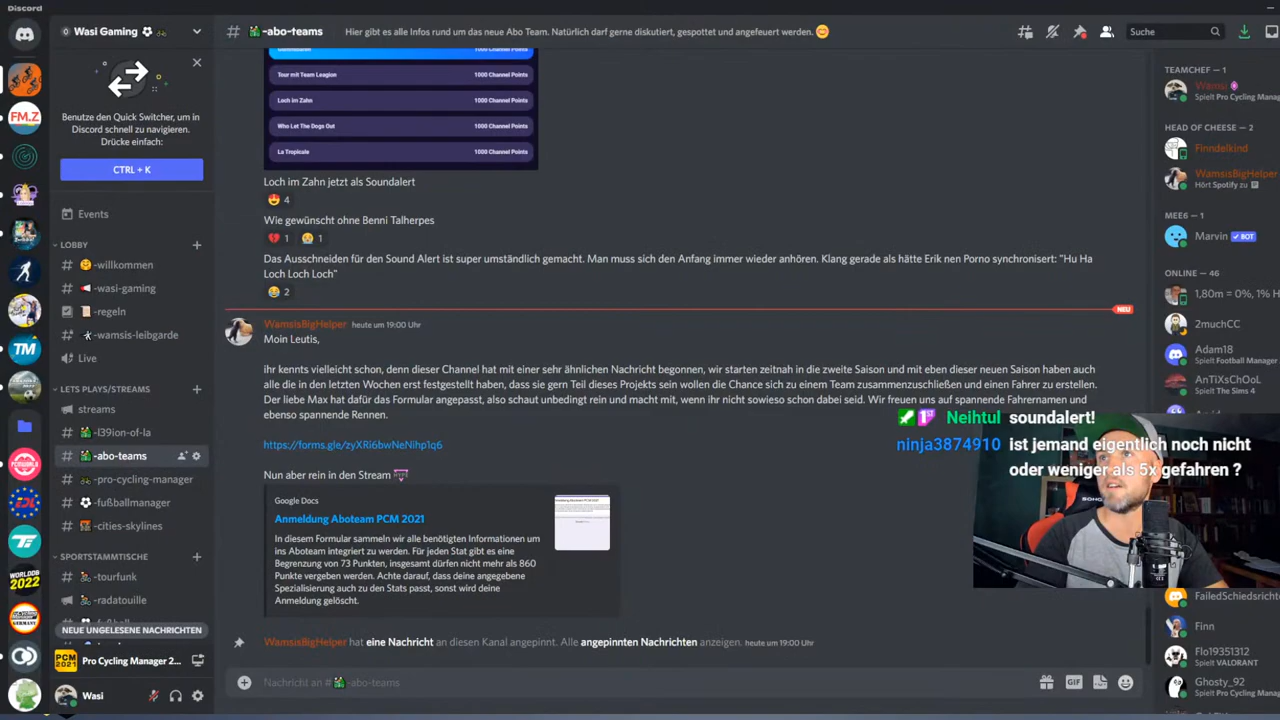 Discord
Wasi Gaming
CTRL + K
Benutze den Quick Switcher, um in
Discord schnell zu navigieren.
Drücke einfach:
Events
LOBBY
-willkommen
-wasi-gaming
-regeln
-wamsis-leibgarde
Live
LETS PLAYS/STREAMS
streams
-l39ion-of-la
-abo-teams
-pro-cycling-manager
-fußballmanager
-cities-skylines
SPORTSTAMMTISCHE
-tourfunk
-radatouille
NEUE UNGELESENE NACHRICHTEN
Pro Cycling Manager 2...
Wasi
FM.Z
TM
PCMWORLD
EDL
WORLDDB
2022
PCM
2021
-abo-teams
Hier gibt es alle Infos rund um das neue Abo Team. Natürlich darf gerne diskutiert, gespottet und angefeuert werden.
Suche
1000 Channel Points
Tour mit Team Leagion 1000 Channel Points
Loch im Zahn 1000 Channel Points
Who Let The Dogs Out 1000 Channel Points
La Tropicale 1000 Channel Points
Loch im Zahn jetzt als Soundalert
4
Wie gewünscht ohne Benni Talherpes
1 1
Das Ausschneiden für den Sound Alert ist super umständlich gemacht. Man muss sich den Anfang immer wieder anhören. Klang gerade als hätte Erik nen Porno synchronisert: "Hu Ha
Loch Loch Loch"
2
NEU
WamsisBigHelper heute um 19:00 Uhr
Moin Leutis,
ihr kennts vielleicht schon, denn dieser Channel hat mit einer sehr ähnlichen Nachricht begonnen, wir starten zeitnah in die zweite Saison und mit eben dieser neuen Saison haben auch
alle die in den letzten Wochen erst festgestellt haben, dass sie gern Teil dieses Projekts sein wollen die Chance sich zu einem Team zusammenzuschließen und einen Fahrer zu erstellen.
Der liebe Max hat dafür das Formular angepasst, also schaut unbedingt rein und macht mit, wenn ihr nicht sowieso schon dabei seid. Wir freuen uns auf spannende Fahrernamen und
ebenso spannende Rennen.
https://forms.gle/zyXRi6bwNeNihp1q6
Nun aber rein in den Stream
Google Docs
Anmeldung Aboteam PCM 2021
In diesem Formular sammeln wir alle benötigten Informationen um
ins Aboteam integriert zu werden. Für jeden Stat gibt es eine
Begrenzung von 73 Punkten, insgesamt dürfen nicht mehr als 860
Punkte vergeben werden. Achte darauf, dass deine angegebene
Spezialisierung auch zu den Stats passt, sonst wird deine
Anmeldung gelöscht.
WamsisBigHelper hat eine Nachricht an diesen Kanal angepinnt. Alle angepinnten Nachrichten anzeigen. heute um 19:00 Uhr
Nachricht an #-abo-teams
GIF
Neihtul soundalert!
ninja3874910 ist jemand eigentlich noch nicht
oder weniger als 5x gefahren ?
TEAMCHEF — 1
Wamsi
Spielt Pro Cycling Mana
HEAD OF CHEESE — 2
Finndelkind
WamsisBigHelper
Hört Spotify zu
MEE6 — 1
Marvin BOT
ONLINE — 46
1,80m = 0%, 1% H
2muchCC
Adam18
Spielt Football Manager
AnTiXsChOoL
Spielt The Sims 4
FailedSchiedsrichte
Finn
Flo19351312
Spielt VALORANT
Ghosty_92
Spielt Pro Cycling Mana